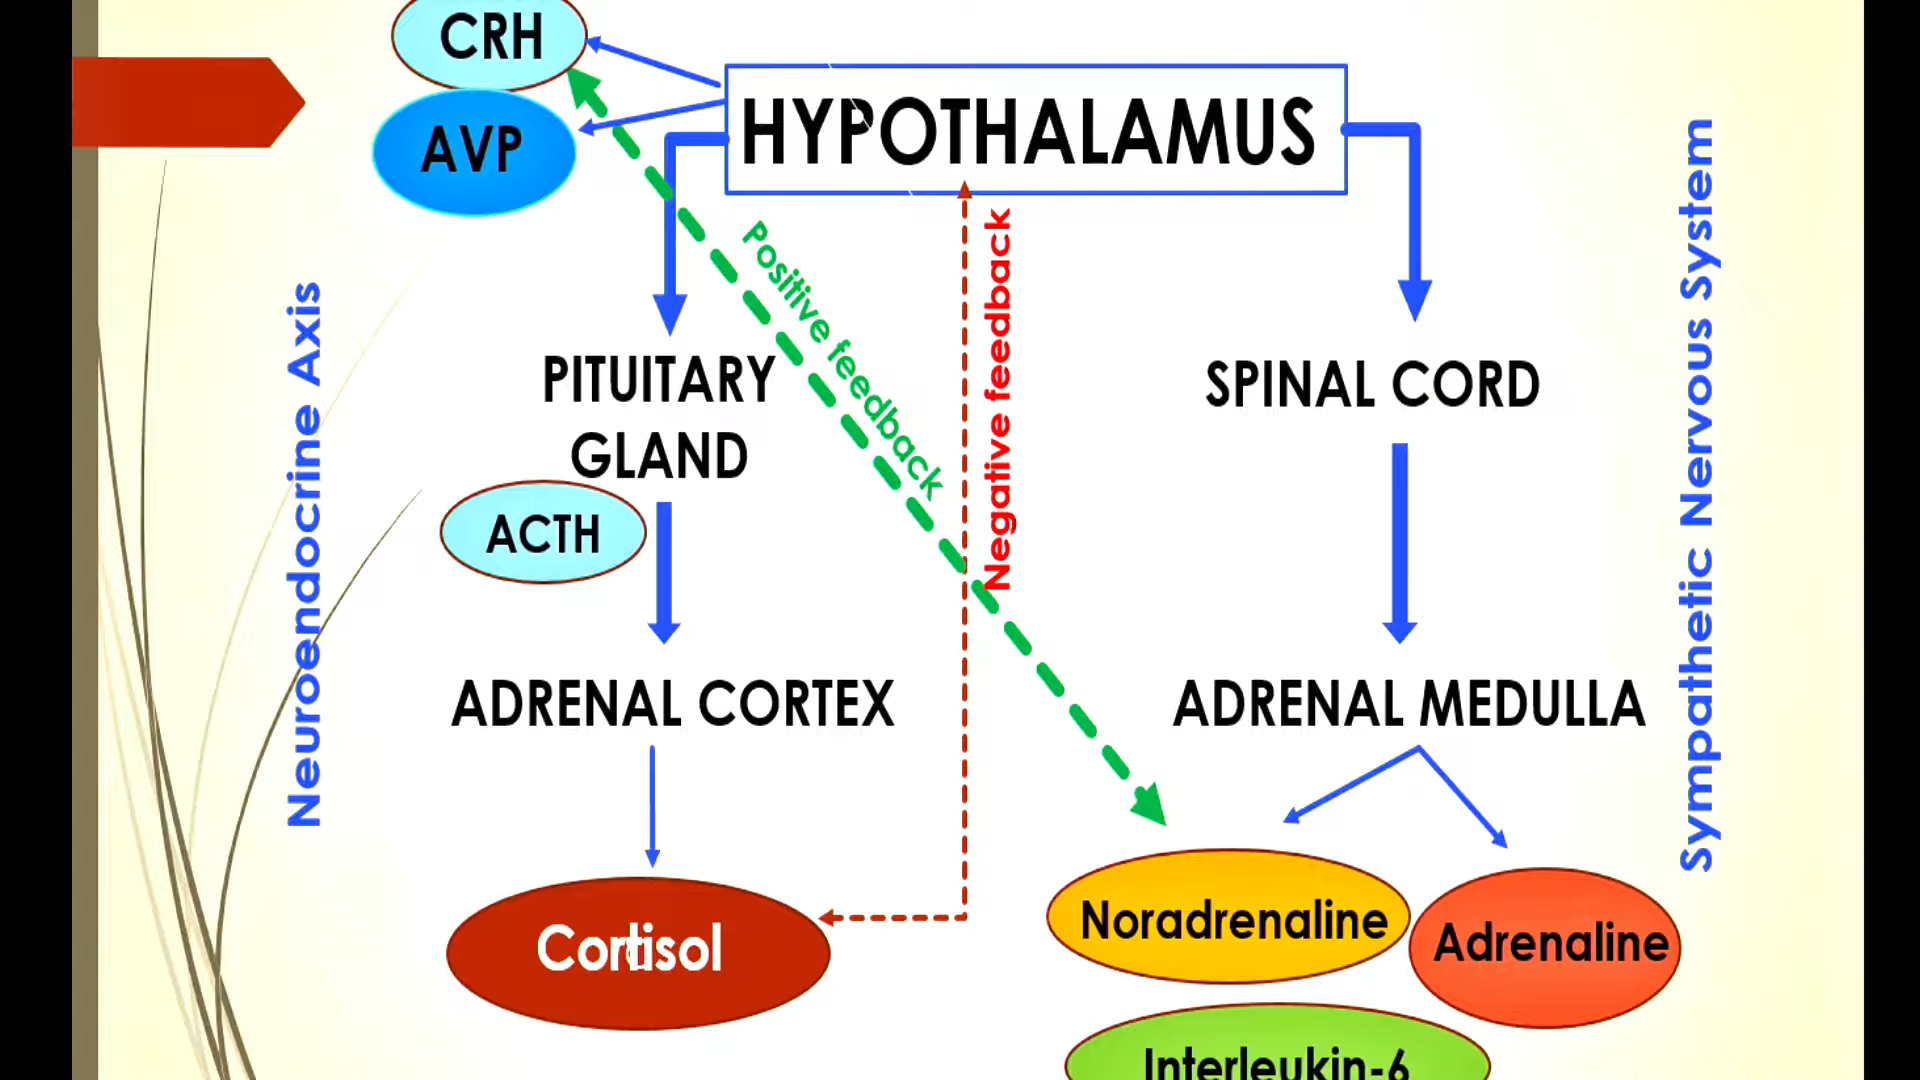 CRH
AVP
HYPOTHALAMUS
Neuroendocrine Axis
Positive feedback
Negative feedback
Sympathetic Nervous System
PITUITARY
GLAND
SPINAL CORD
ACTH
ADRENAL CORTEX
ADRENAL MEDULLA
Cortisol
Noradrenaline
Adrenaline
Interleukin-6